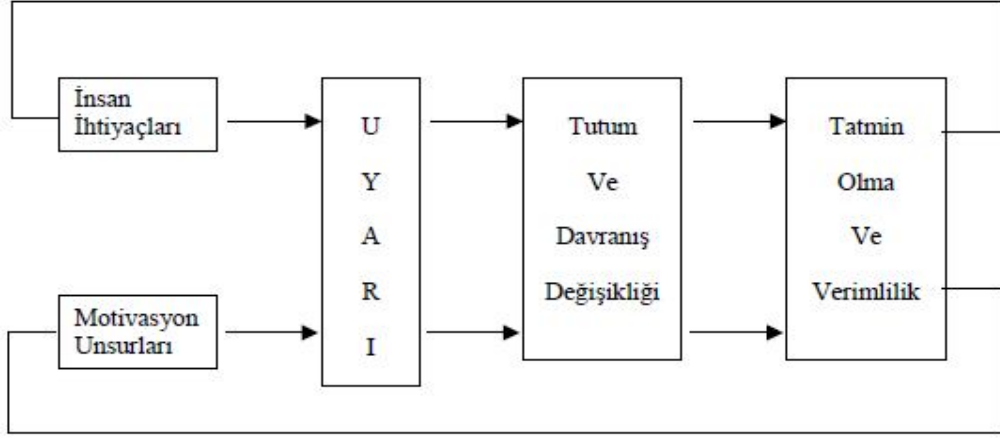 İnsan
İhtiyaçları
Motivasyon
Unsurları
U
Y
A
R
I
Tutum
Ve
Davranış
Değişikliği
Tatmin
Olma
Ve
Verimlilik